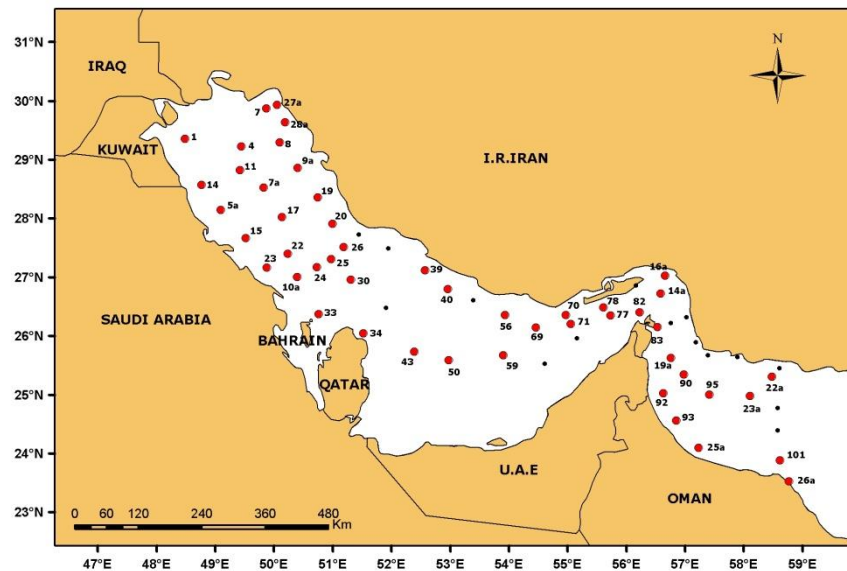 31°N
N
IRAQ
30°N
7
27a
28a
KUWAIT
1
4
8
I.R.IRAN
29°N
11
9a
14
7a
19
28°N
5a
17
20
15
22
26
23
25
39
16a
27°N
10a
24
30
40
14a
70
78
82
SAUDI ARABIA
33
56
77
26°N
BAHRAIN
34
69
71
83
43
50
59
19a
QATAR
90
95
22a
25°N
92
23a
93
24°N
25a
101
U.A.E
26a
OMAN
23°N
0 60 120 240 360 480
Km
47°E 48°E 49°E 50°E 51°E 52°E 53°E 54°E 55°E 56°E 57°E 58°E 59°E